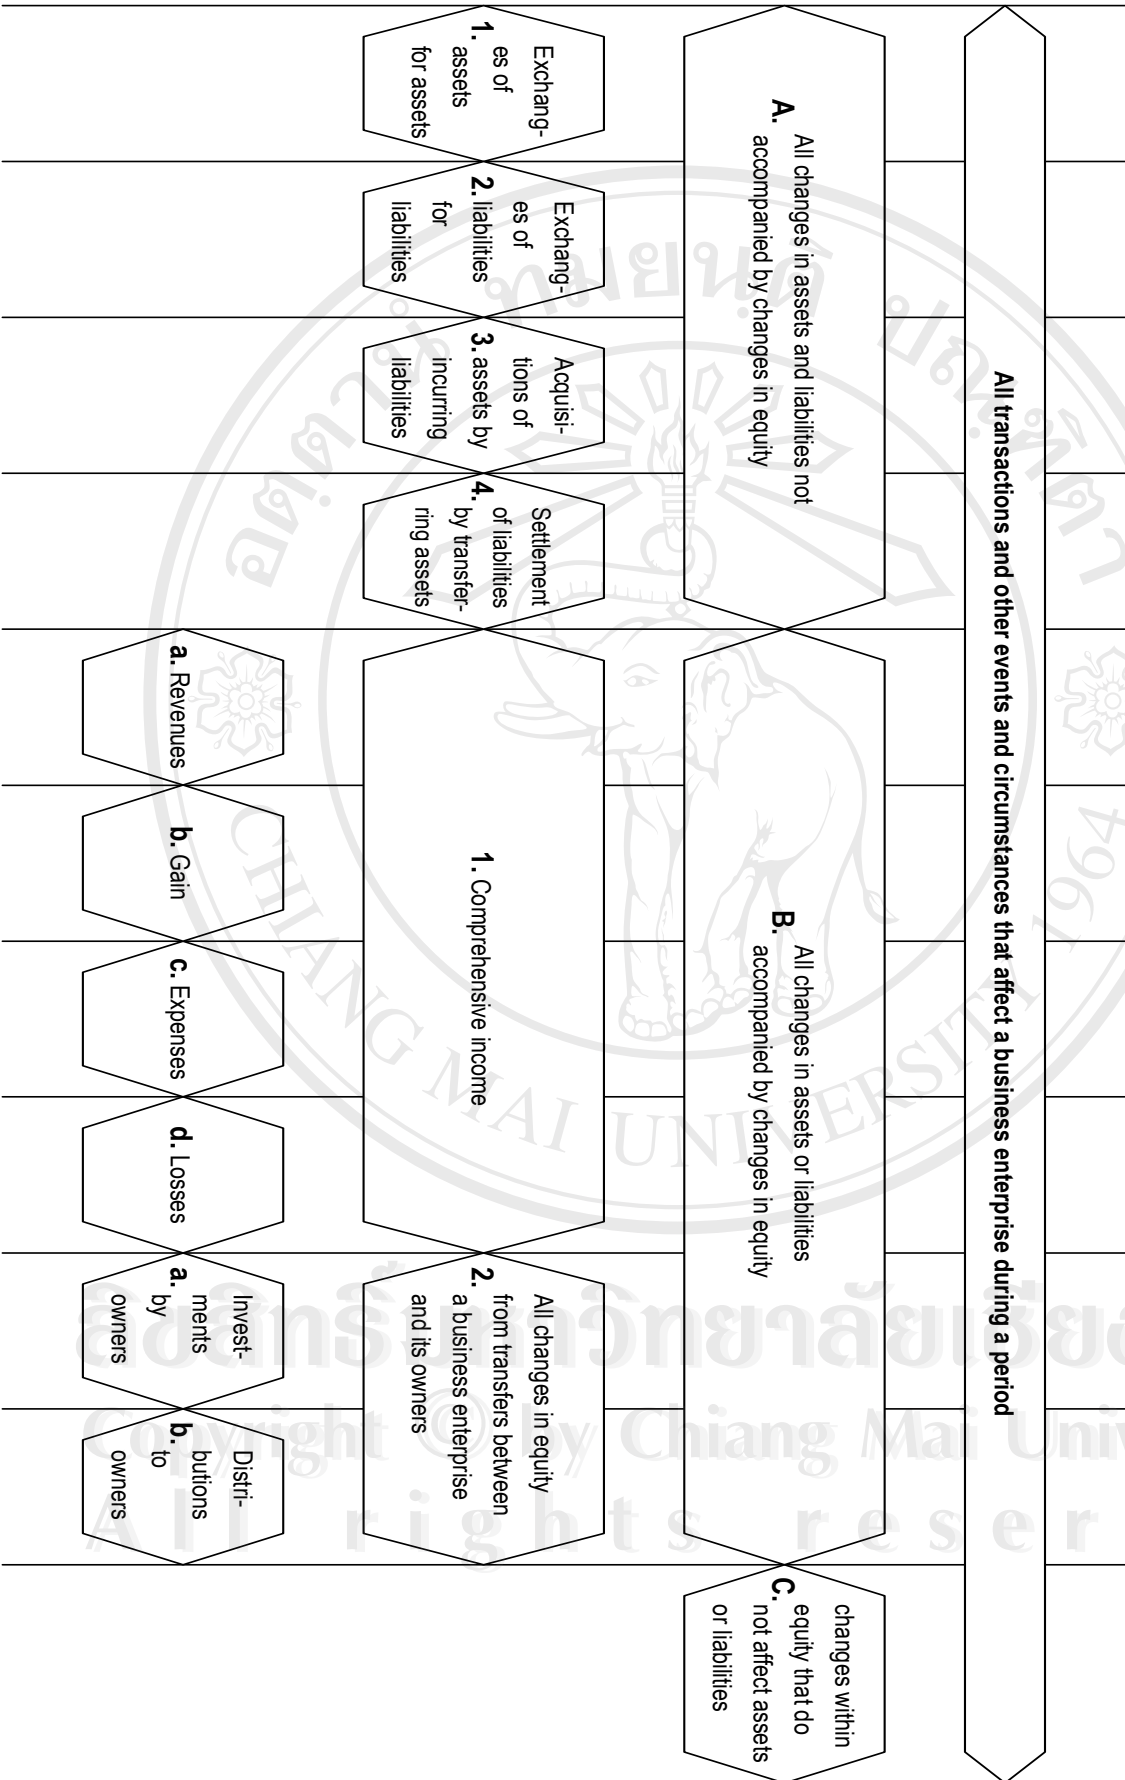 All transactions and other events and circumstances that affect a business enterprise during a period
A. All changes in assets and liabilities not
accompanied by changes in equity
B. All changes in assets or liabilities
accompanied by changes in equity
C. changes within
equity that do
not affect assets
or liabilities
1. Exchang-
es of
assets
for assets
2. Exchang-
es of
liabilities
for
liabilities
3. Acquisi-
tions of
assets by
incurring
liabilities
4. Settlement
of liabilities
by transfer-
ring assets
1. Comprehensive income
2. All changes in equity
from transfers between
a business enterprise
and its owners
a. Revenues
b. Gain
c. Expenses
d. Losses
a. Invest-
ments
by
owners
b. Distri-
butions
to
owners
CHIANG MAI UNIVERSITY 1964
Copyright © by Chiang Mai Univ
All rights reser